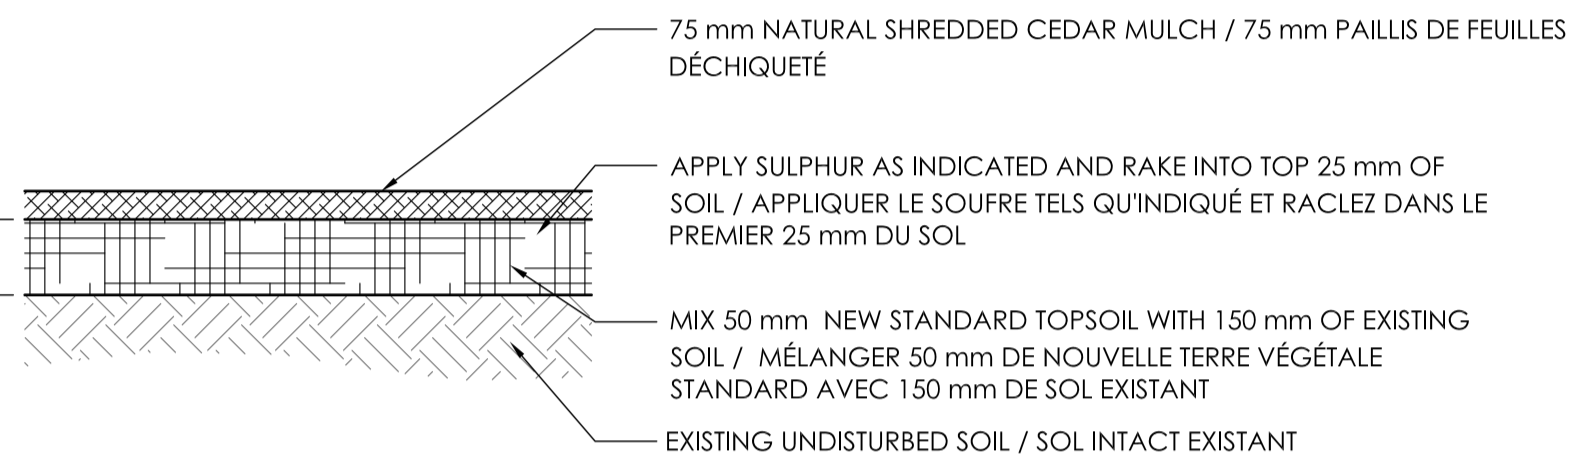 75 mm NATURAL SHREDDED CEDAR MULCH / 75 mm PAILLIS DE FEUILLES
DÉCHIQUETÉ
APPLY SULPHUR AS INDICATED AND RAKE INTO TOP 25 mm OF
SOIL / APPLIQUER LE SOUFRE TELS QU'INDIQUÉ ET RACLEZ DANS LE
PREMIER 25 mm DU SOL
MIX 50 mm NEW STANDARD TOPSOIL WITH 150 mm OF EXISTING
SOIL / MÉLANGER 50 mm DE NOUVELLE TERRE VÉGÉTALE
STANDARD AVEC 150 mm DE SOL EXISTANT
EXISTING UNDISTURBED SOIL / SOL INTACT EXISTANT